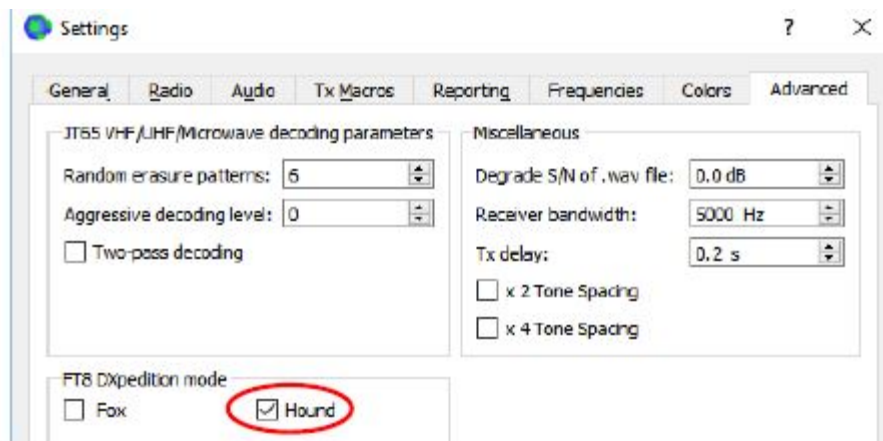 Settings ? ×
General Radio Audio Tx Macros Reporting Frequencies Colors Advanced
JT65 VHF/UHF/Microwave decoding parameters
Random erasure patterns: 6
Aggressive decoding level: 0
Two-pass decoding
Miscellaneous
Degrade S/N of .wav file: 0.0 dB
Receiver bandwidth: 5000 Hz
Tx delay: 0.2 s
x 2 Tone Spacing
x 4 Tone Spacing
FT8 DXpedition mode
Fox Hound